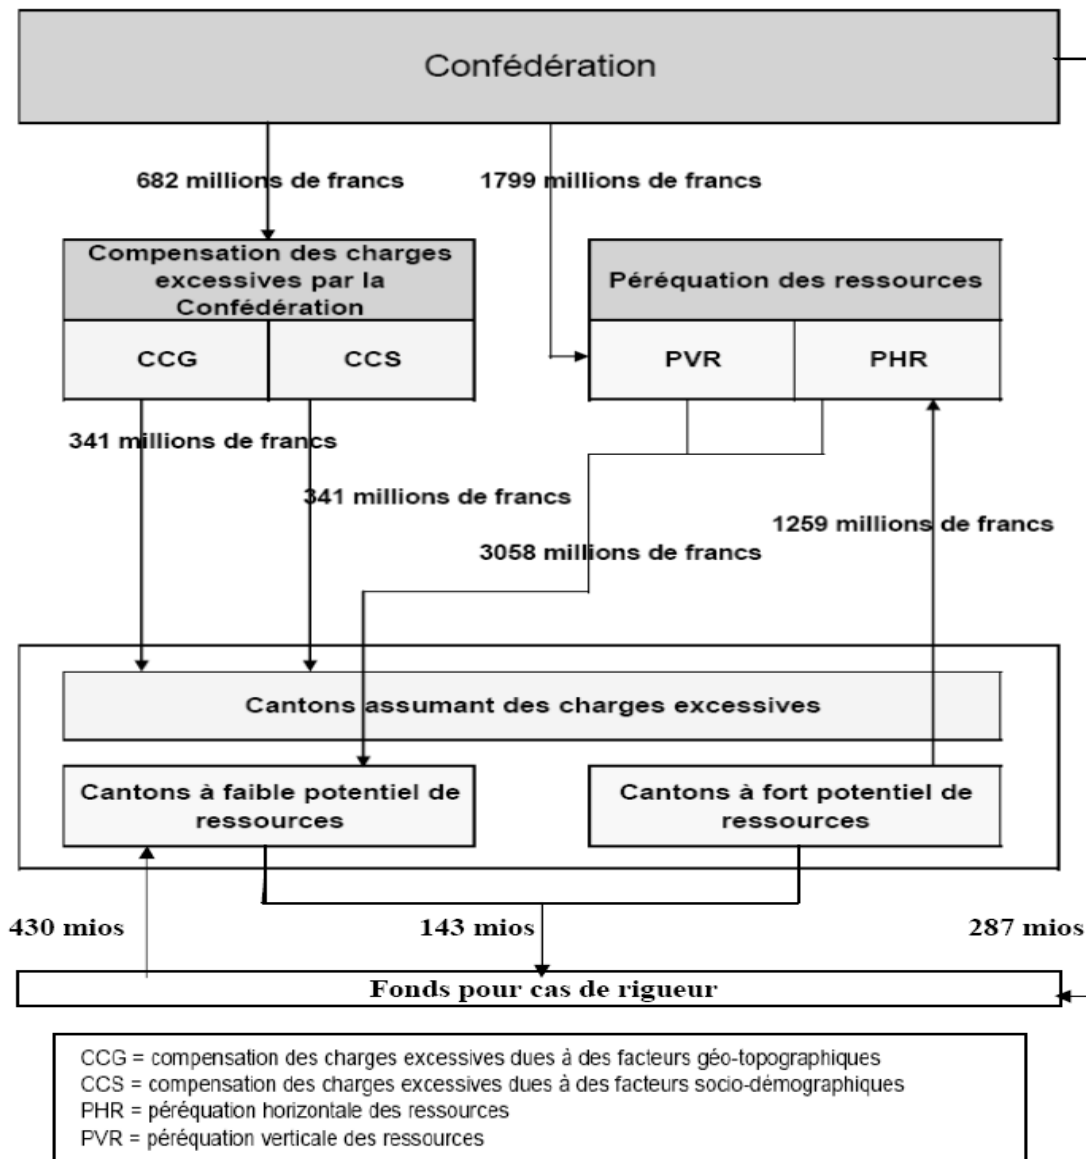 Confédération
682 millions de francs
1799 millions de francs
Compensation des charges
excessives par la
Confédération
Péréquation des ressources
CCG
CCS
PVR
PHR
341 millions de francs
341 millions de francs
1259 millions de francs
3058 millions de francs
Cantons assumant des charges excessives
Cantons à faible potentiel de
ressources
Cantons à fort potentiel de
ressources
430 mios
143 mios
287 mios
Fonds pour cas de rigueur
CCG = compensation des charges excessives dues à des facteurs géo-topographiques
CCS = compensation des charges excessives dues à des facteurs socio-démographiques
PHR = péréquation horizontale des ressources
PVR = péréquation verticale des ressources